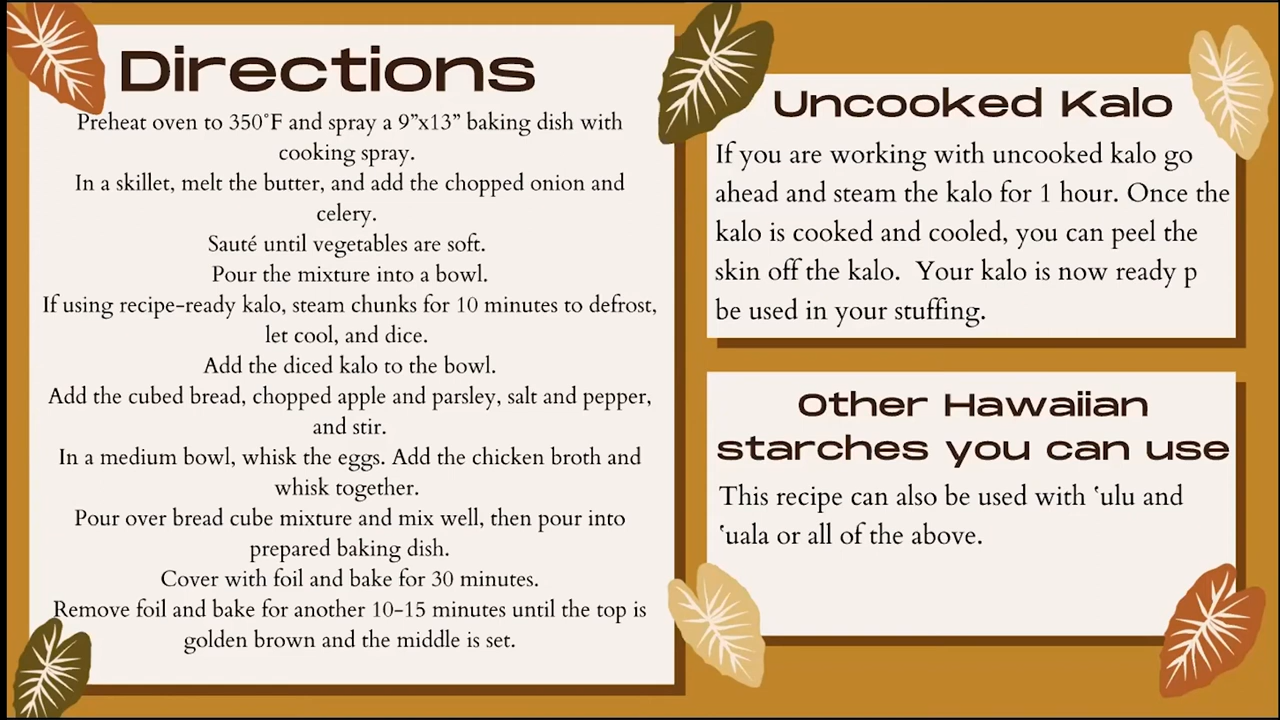 Directions
Preheat oven to 350°F and spray a 9”x13” baking dish with
cooking spray.
In a skillet, melt the butter, and add the chopped onion and
celery.
Sauté until vegetables are soft.
Pour the mixture into a bowl.
If using recipe-ready kalo, steam chunks for 10 minutes to defrost,
let cool, and dice.
Add the diced kalo to the bowl.
Add the cubed bread, chopped apple and parsley, salt and pepper,
and stir.
In a medium bowl, whisk the eggs. Add the chicken broth and
whisk together.
Pour over bread cube mixture and mix well, then pour into
prepared baking dish.
Cover with foil and bake for 30 minutes.
Remove foil and bake for another 10-15 minutes until the top is
golden brown and the middle is set.
Uncooked Kalo
If you are working with uncooked kalo go
ahead and steam the kalo for 1 hour. Once the
kalo is cooked and cooled, you can peel the
skin off the kalo.  Your kalo is now ready p
be used in your stuffing.
Other Hawaiian
starches you can use
This recipe can also be used with ʻulu and
ʻuala or all of the above.